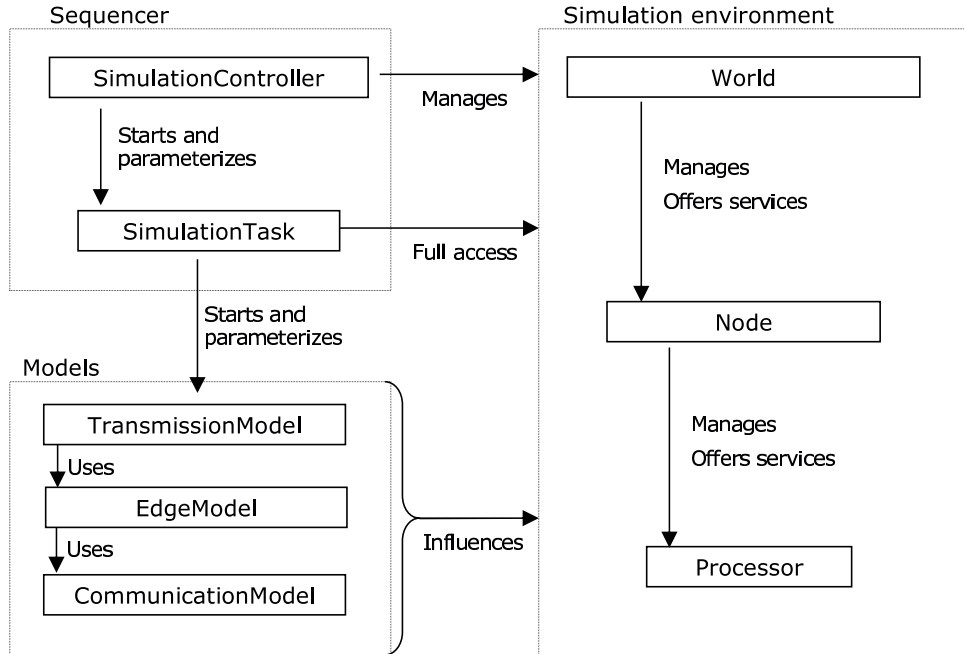 Sequencer
SimulationController
Starts and
parameterizes
SimulationTask
Manages
Full access
Starts and
parameterizes
Models
TransmissionModel
Uses
EdgeModel
Uses
CommunicationModel
Influences
Simulation environment
World
Manages
Offers services
Node
Manages
Offers services
Processor